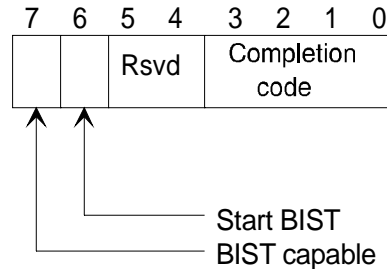 7 6 5 4 3 2 1 0
Rsvd
Completion
code
Start BIST
BIST capable